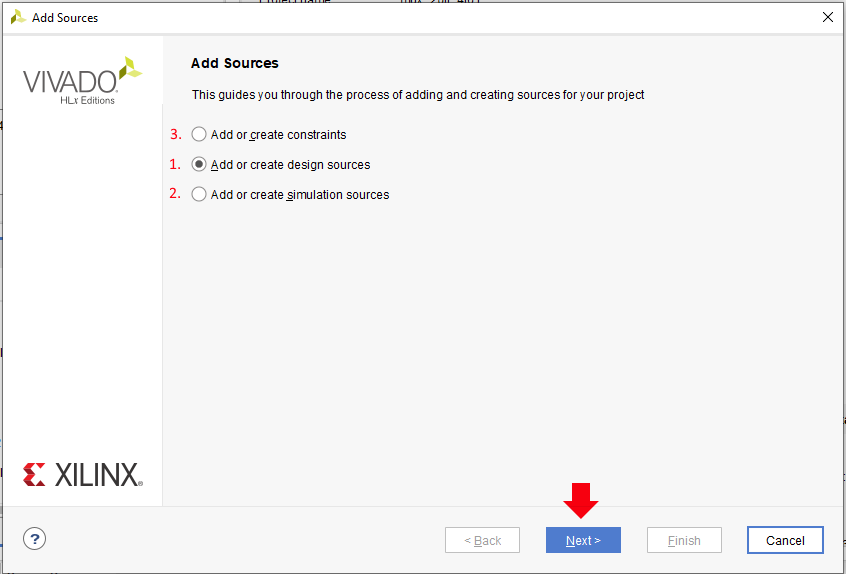 Add Sources
VIVADO.
HLx Editions
Add Sources
This guides you through the process of adding and creating sources for your project
3. Add or create constraints
1. Add or create design sources
2. Add or create simulation sources
XILINX®
?
< Back
Next >
Finish
Cancel